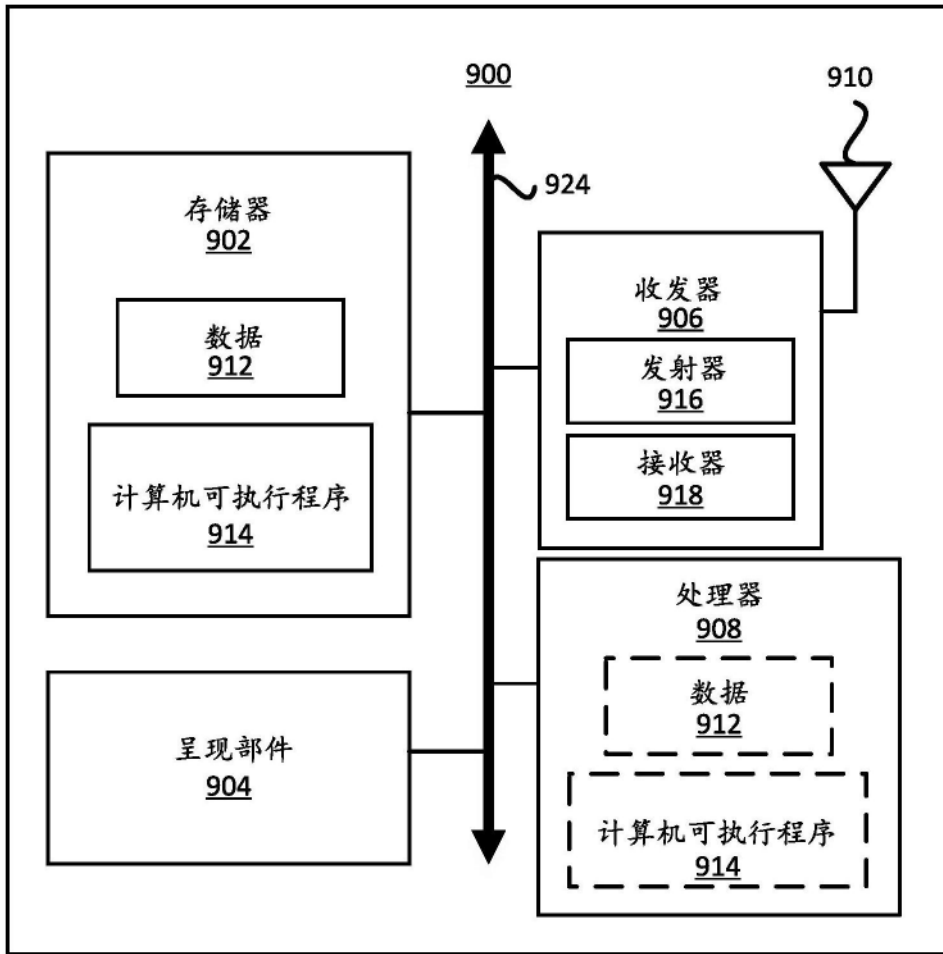 900
910
924
存储器
902
数据
912
计算机可执行程序
914
收发器
906
发射器
916
接收器
918
呈现部件
904
处理器
908
数据
912
计算机可执行程序
914